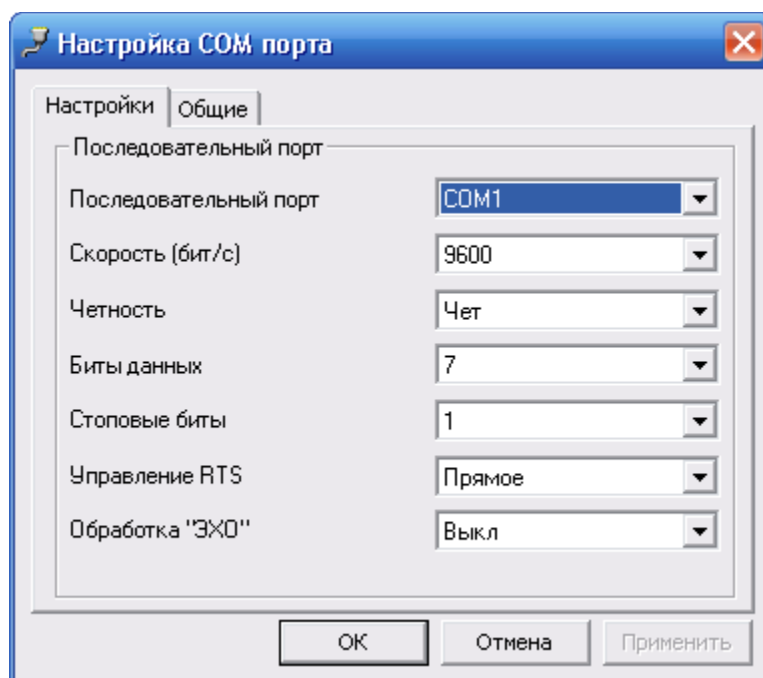 Настройка COM порта
Настройки Общие
Последовательный порт
Последовательный порт COM1
Скорость (бит/с) 9600
Четность Чет
Биты данных 7
Стоповые биты 1
Управление RTS Прямое
Обработка "ЭХО" Выкл
ОК Отмена Применить